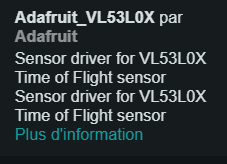 Adafruit_VL53L0X par
Adafruit
Sensor driver for VL53L0X
Time of Flight sensor
Sensor driver for VL53L0X
Time of Flight sensor
Plus d'information